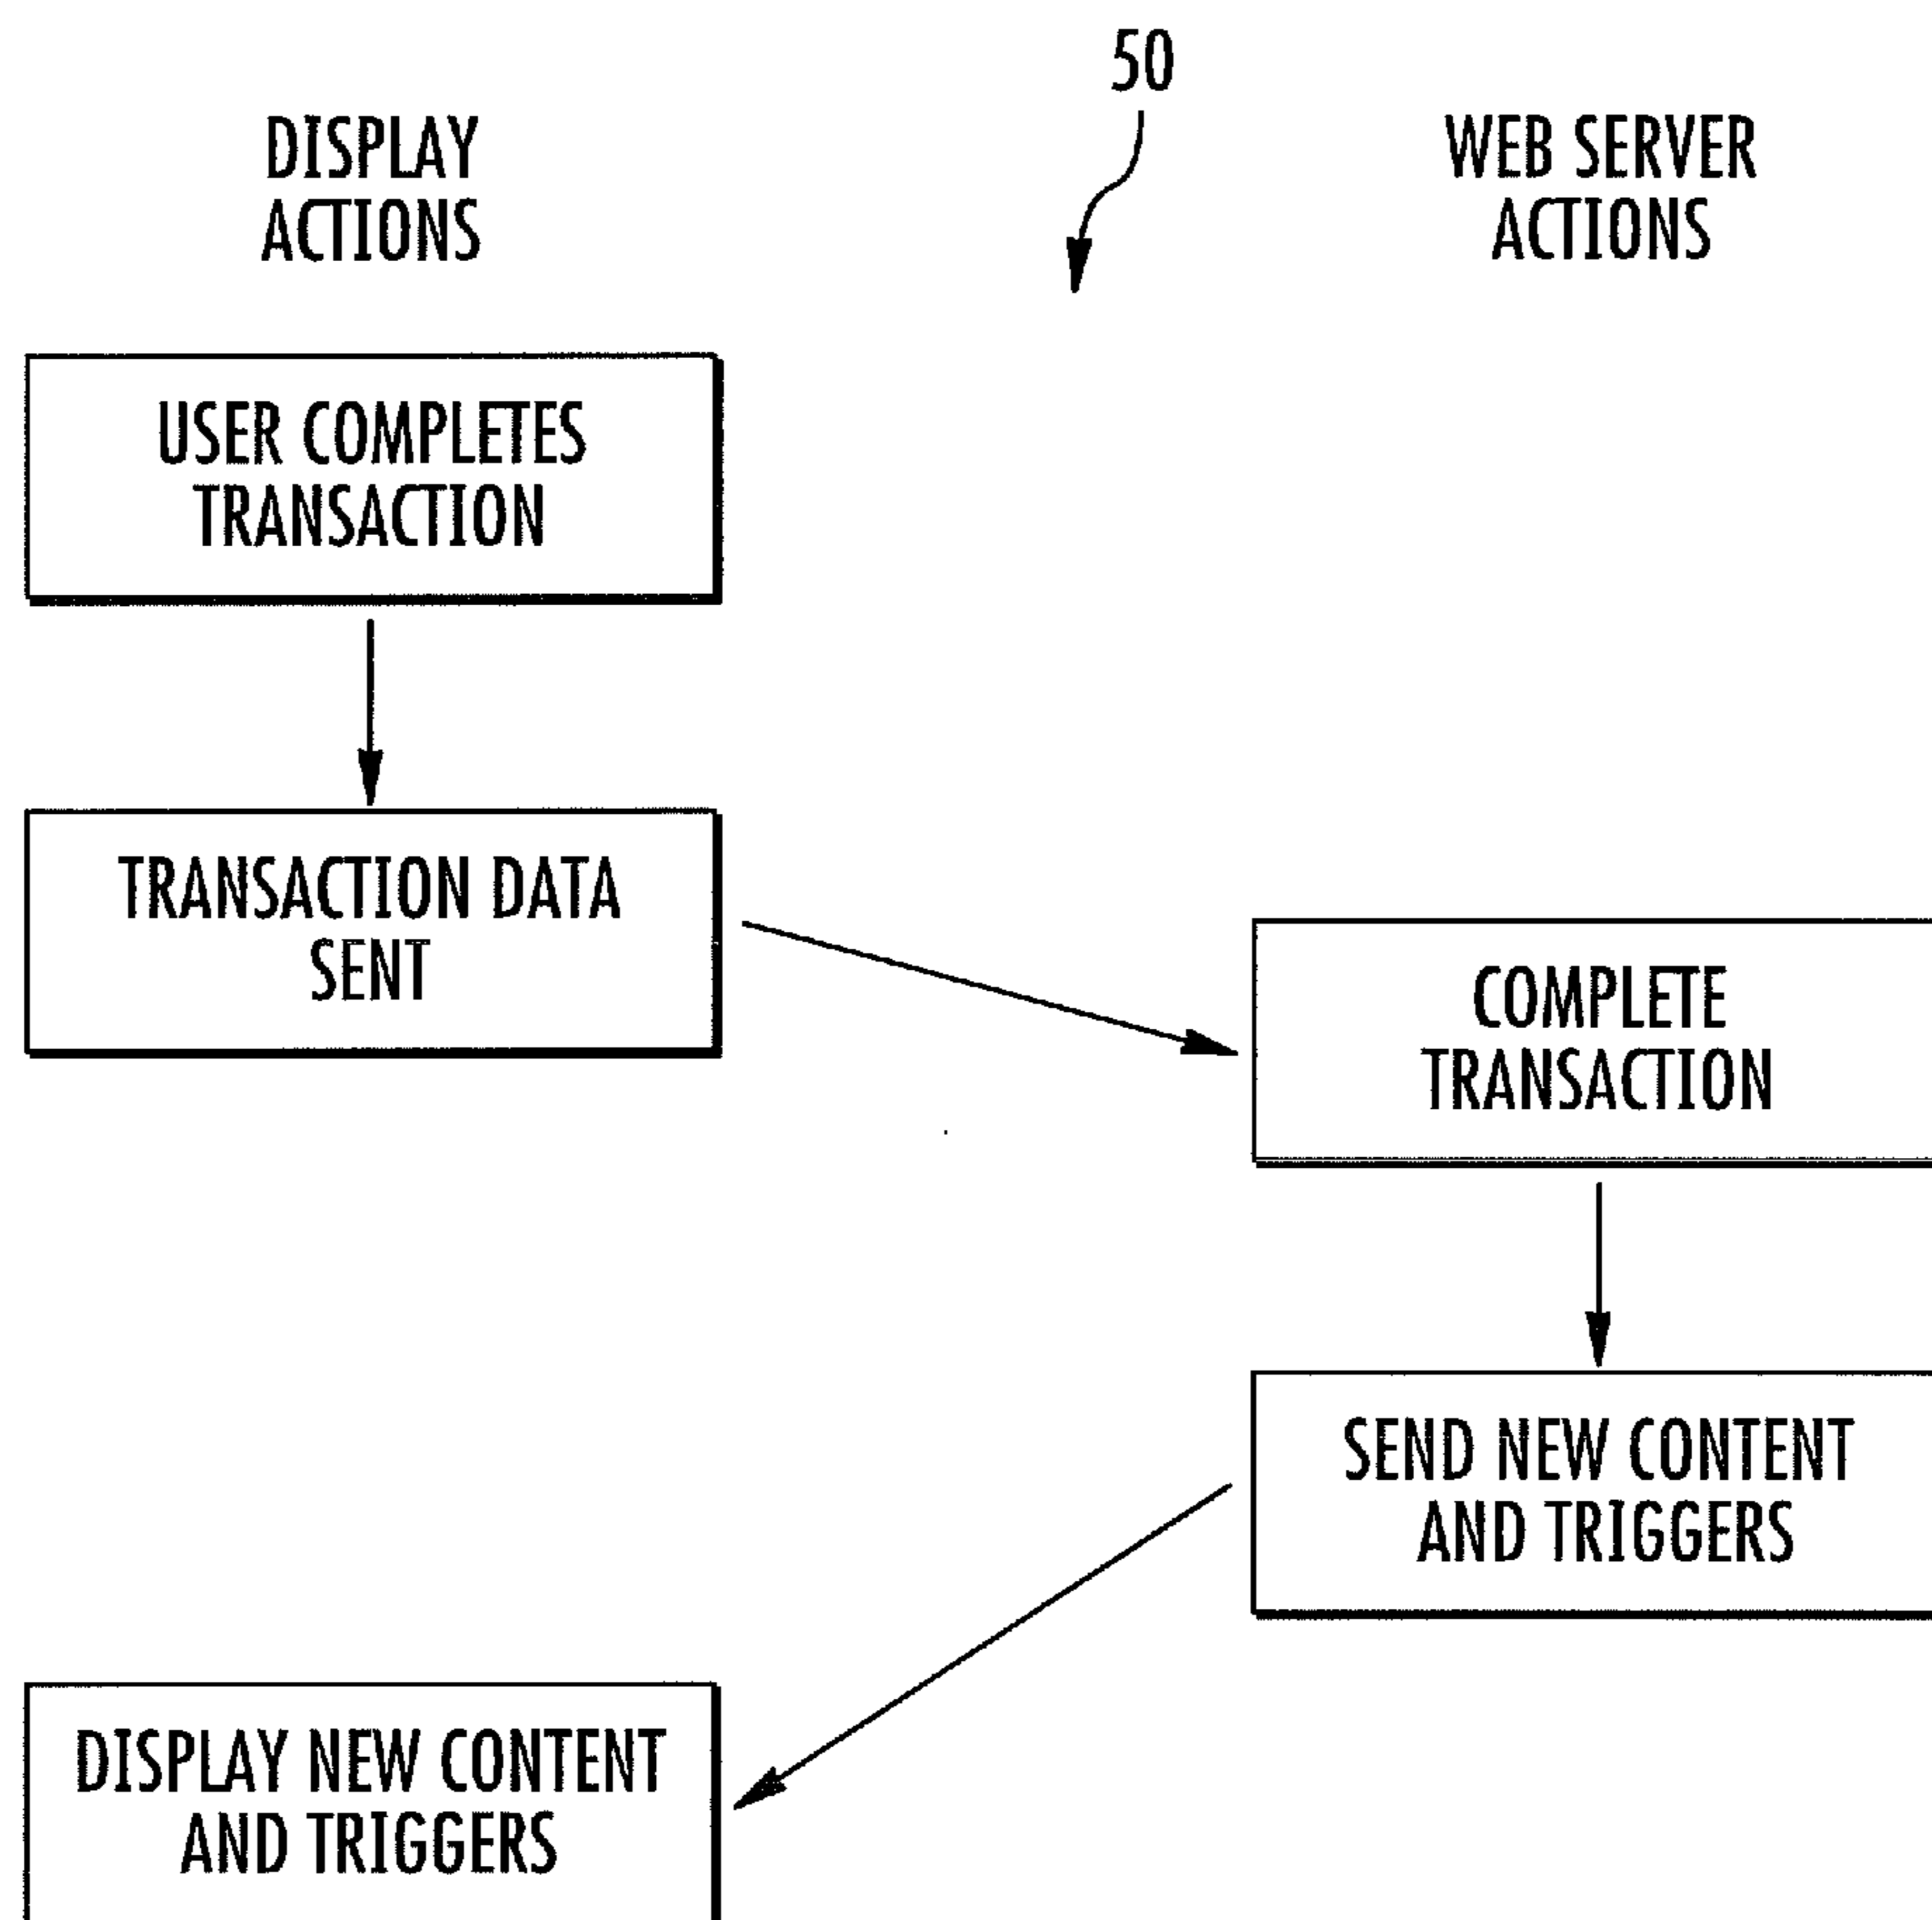 50
DISPLAY
ACTIONS
WEB SERVER
ACTIONS
USER COMPLETES
TRANSACTION
TRANSACTION DATA
SENT
COMPLETE
TRANSACTION
SEND NEW CONTENT
AND TRIGGERS
DISPLAY NEW CONTENT
AND TRIGGERS